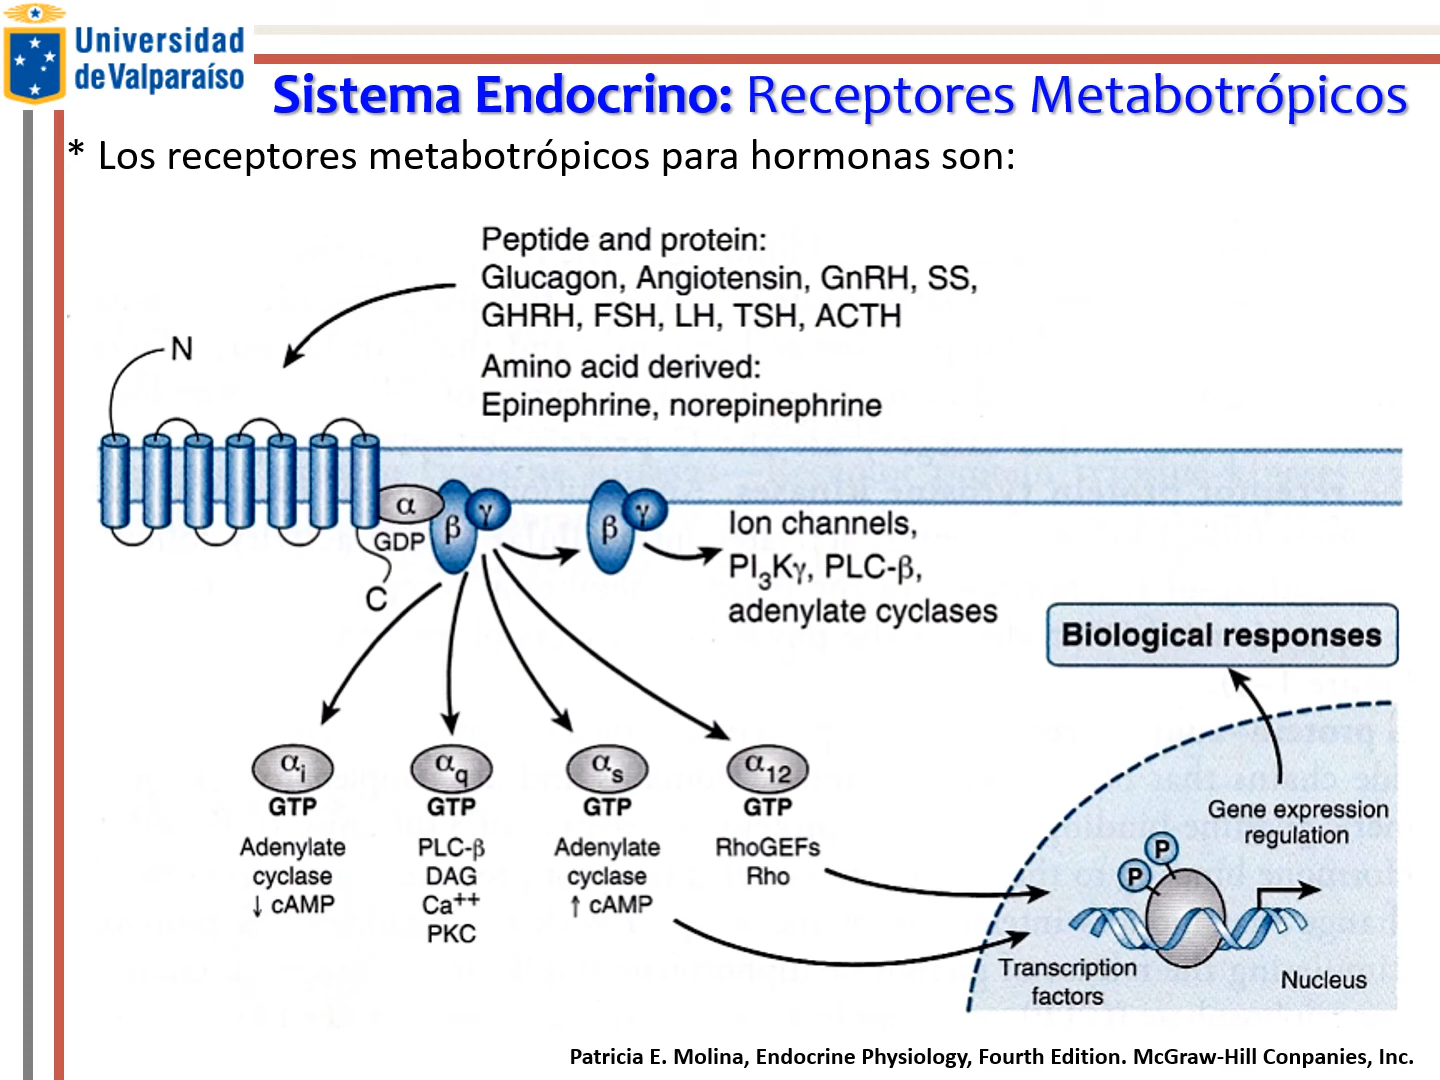 Universidad
de Valparaíso
Sistema Endocrino: Receptores Metabotrópicos
* Los receptores metabotrópicos para hormonas son:
Peptide and protein:
Glucagon, Angiotensin, GnRH, SS,
GHRH, FSH, LH, TSH, ACTH
Amino acid derived:
Epinephrine, norepinephrine
N
α
GDP
β
γ
β
γ
C
Ion channels,
PI₃Kγ, PLC-β,
adenylate cyclases
Biological responses
αi
GTP
Adenylate
cyclase
↓ cAMP
αq
GTP
PLC-β
DAG
Ca⁺⁺
PKC
αs
GTP
Adenylate
cyclase
↑ cAMP
α₁₂
GTP
RhoGEFs
Rho
Gene expression
regulation
P
P
Transcription
factors
Nucleus
Patricia E. Molina, Endocrine Physiology, Fourth Edition. McGraw-Hill Conpanies, Inc.